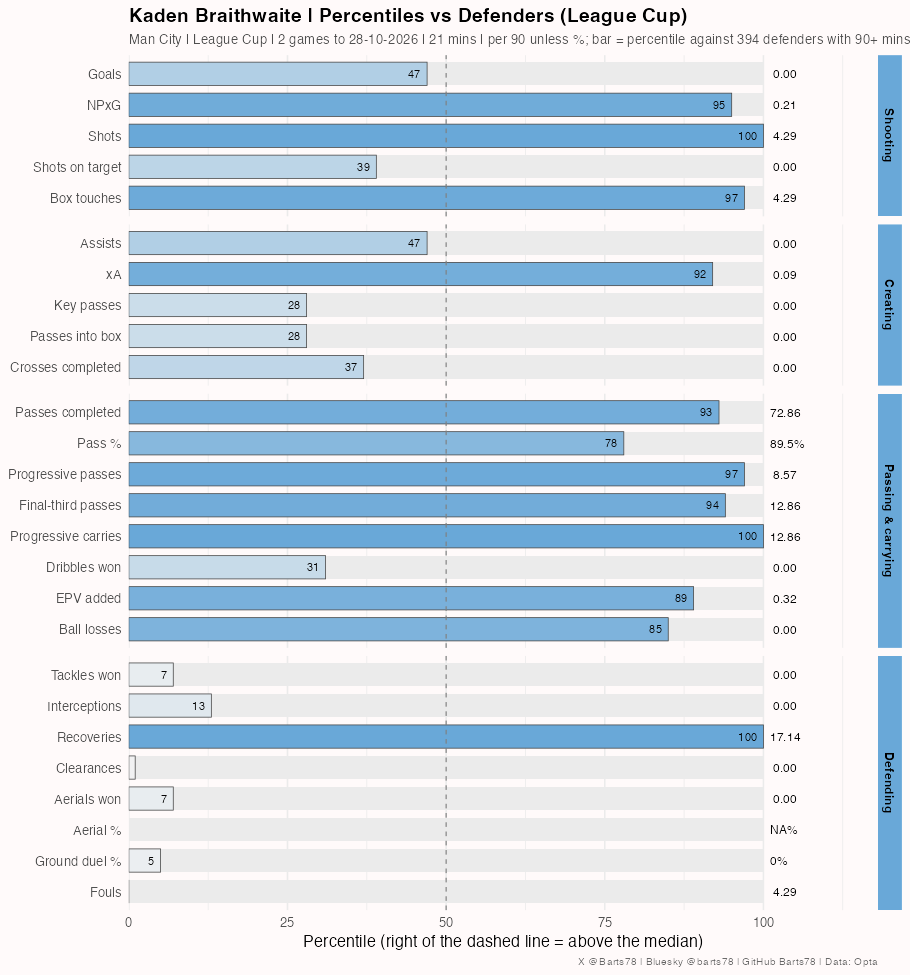 Kaden Braithwaite | Percentiles vs Defenders (League Cup)
Man City | League Cup | 2 games to 28-10-2026 | 21 mins | per 90 unless %; bar = percentile against 394 defenders with 90+ mins
Goals 47 0.00
NPxG 95 0.21
Shots 100 4.29
Shots on target 39 0.00
Box touches 97 4.29
Shooting
Assists 47 0.00
xA 92 0.09
Key passes 28 0.00
Passes into box 28 0.00
Crosses completed 37 0.00
Creating
Passes completed 93 72.86
Pass % 78 89.5%
Progressive passes 97 8.57
Final-third passes 94 12.86
Progressive carries 100 12.86
Dribbles won 31 0.00
EPV added 89 0.32
Ball losses 85 0.00
Passing & carrying
Tackles won 7 0.00
Interceptions 13 0.00
Recoveries 100 17.14
Clearances 0.00
Aerials won 7 0.00
Aerial % NA%
Ground duel % 5 0%
Fouls 4.29
Defending
0 25 50 75 100
Percentile (right of the dashed line = above the median)
X @Barts78 | Bluesky @barts78 | GitHub Barts78 | Data: Opta